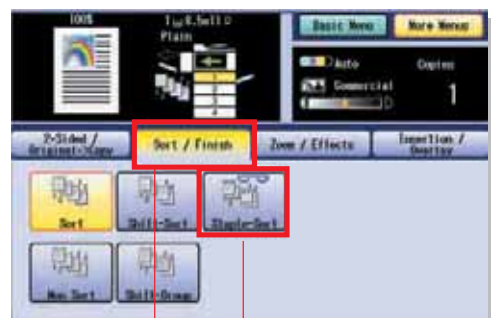 100%
Plain
Basic Menu
More Menus
Auto
Copies
Commercial
1
2-Sided /
Original->Copy
Sort / Finish
Zoom / Effects
Insertion /
Overlay
Sort
Shift-Sort
Staple-Sort
Non Sort
Shift-Group